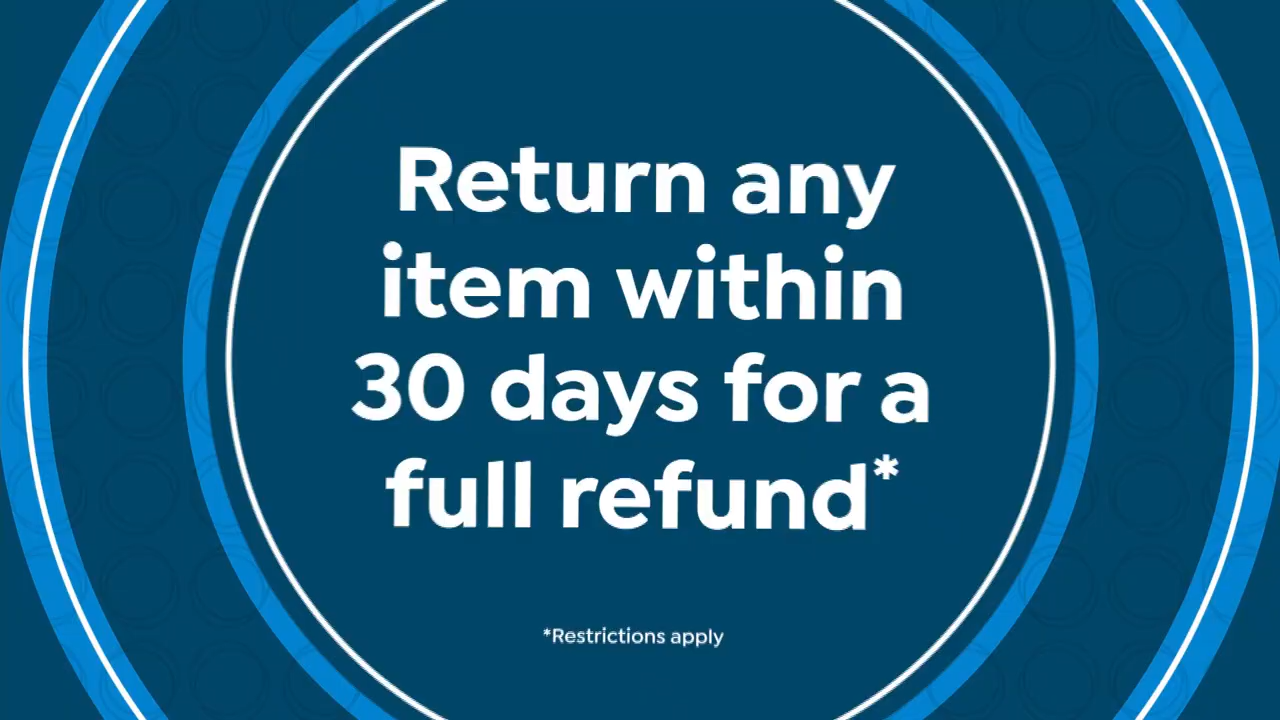 Return any
item within
30 days for a
full refund*
*Restrictions apply